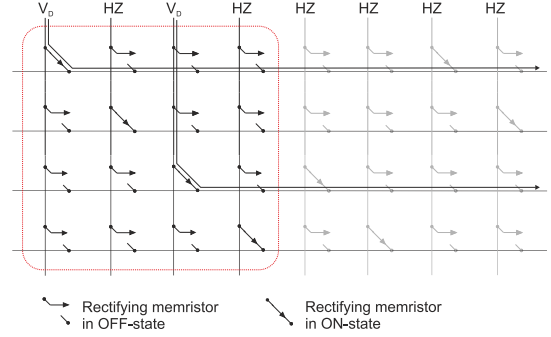 V_D HZ V_D HZ HZ HZ HZ HZ
Rectifying memristor
in OFF-state
Rectifying memristor
in ON-state